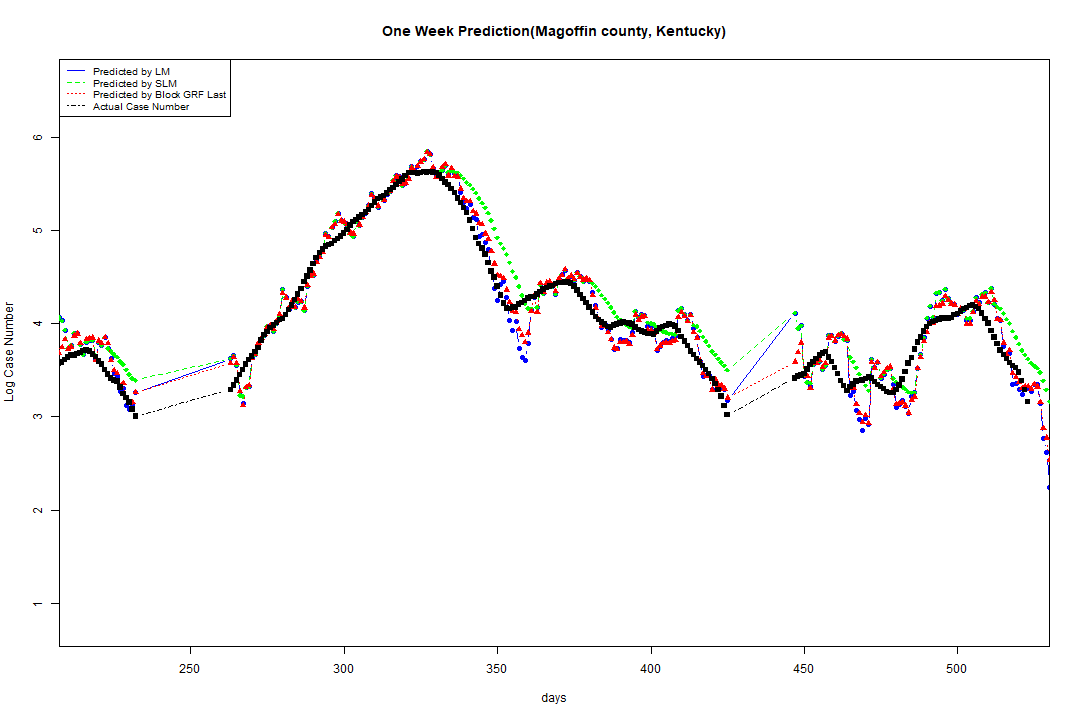 One Week Prediction(Magoffin county, Kentucky)
Predicted by LM
Predicted by SLM
Predicted by Block GRF Last
Actual Case Number
Log Case Number
6
5
4
3
2
1
250 300 350 400 450 500
days